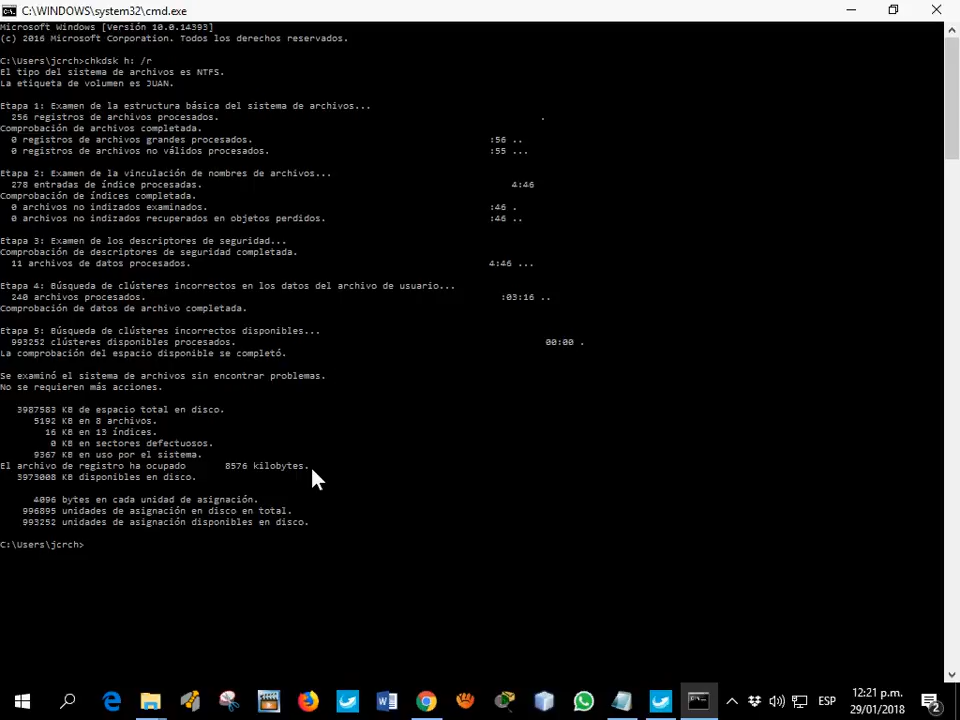 C:\WINDOWS\system32\cmd.exe
Microsoft Windows [Versión 10.0.14393]
(c) 2016 Microsoft Corporation. Todos los derechos reservados.
C:\Users\jcrch>chkdsk h: /r
El tipo del sistema de archivos es NTFS.
La etiqueta de volumen es JUAN.
Etapa 1: Examen de la estructura básica del sistema de archivos...
256 registros de archivos procesados. .
Comprobación de archivos completada.
0 registros de archivos grandes procesados. :56 ..
0 registros de archivos no válidos procesados. :55 ...
Etapa 2: Examen de la vinculación de nombres de archivos...
278 entradas de índice procesadas. 4:46
Comprobación de índices completada.
0 archivos no indizados examinados. :46 .
0 archivos no indizados recuperados en objetos perdidos. :46 ..
Etapa 3: Examen de los descriptores de seguridad...
Comprobación de descriptores de seguridad completada.
11 archivos de datos procesados. 4:46 ...
Etapa 4: Búsqueda de clústeres incorrectos en los datos del archivo de usuario...
240 archivos procesados. :03:16 ..
Comprobación de datos de archivo completada.
Etapa 5: Búsqueda de clústeres incorrectos disponibles...
993252 clústeres disponibles procesados. 00:00 .
La comprobación del espacio disponible se completó.
Se examinó el sistema de archivos sin encontrar problemas.
No se requieren más acciones.
3987583 KB de espacio total en disco.
5192 KB en 8 archivos.
16 KB en 13 índices.
0 KB en sectores defectuosos.
9367 KB en uso por el sistema.
El archivo de registro ha ocupado 8576 kilobytes.
3973008 KB disponibles en disco.
4096 bytes en cada unidad de asignación.
996895 unidades de asignación en disco en total.
993252 unidades de asignación disponibles en disco.
C:\Users\jcrch>
ESP
12:21 p.m.
29/01/2018
2